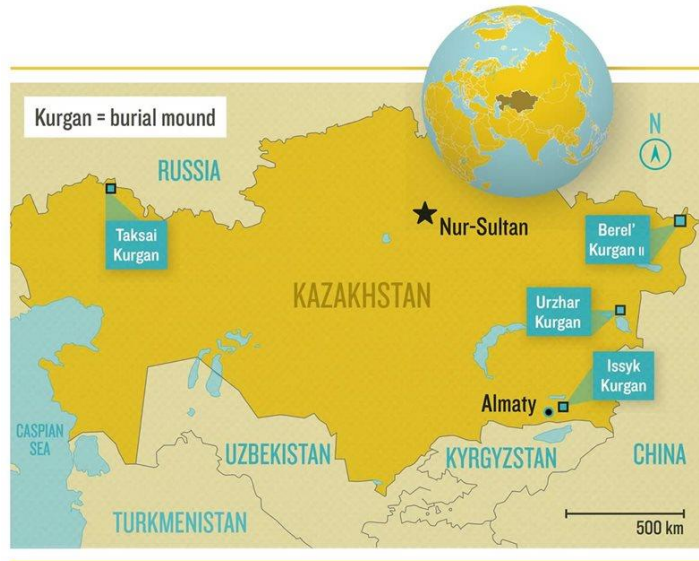 Kurgan = burial mound
N
RUSSIA
Taksai
Kurgan
Nur-Sultan
Berel’
Kurgan II
KAZAKHSTAN
Urzhar
Kurgan
Issyk
Kurgan
Almaty
CASPIAN
SEA
UZBEKISTAN
KYRGYZSTAN
CHINA
TURKMENISTAN
500 km